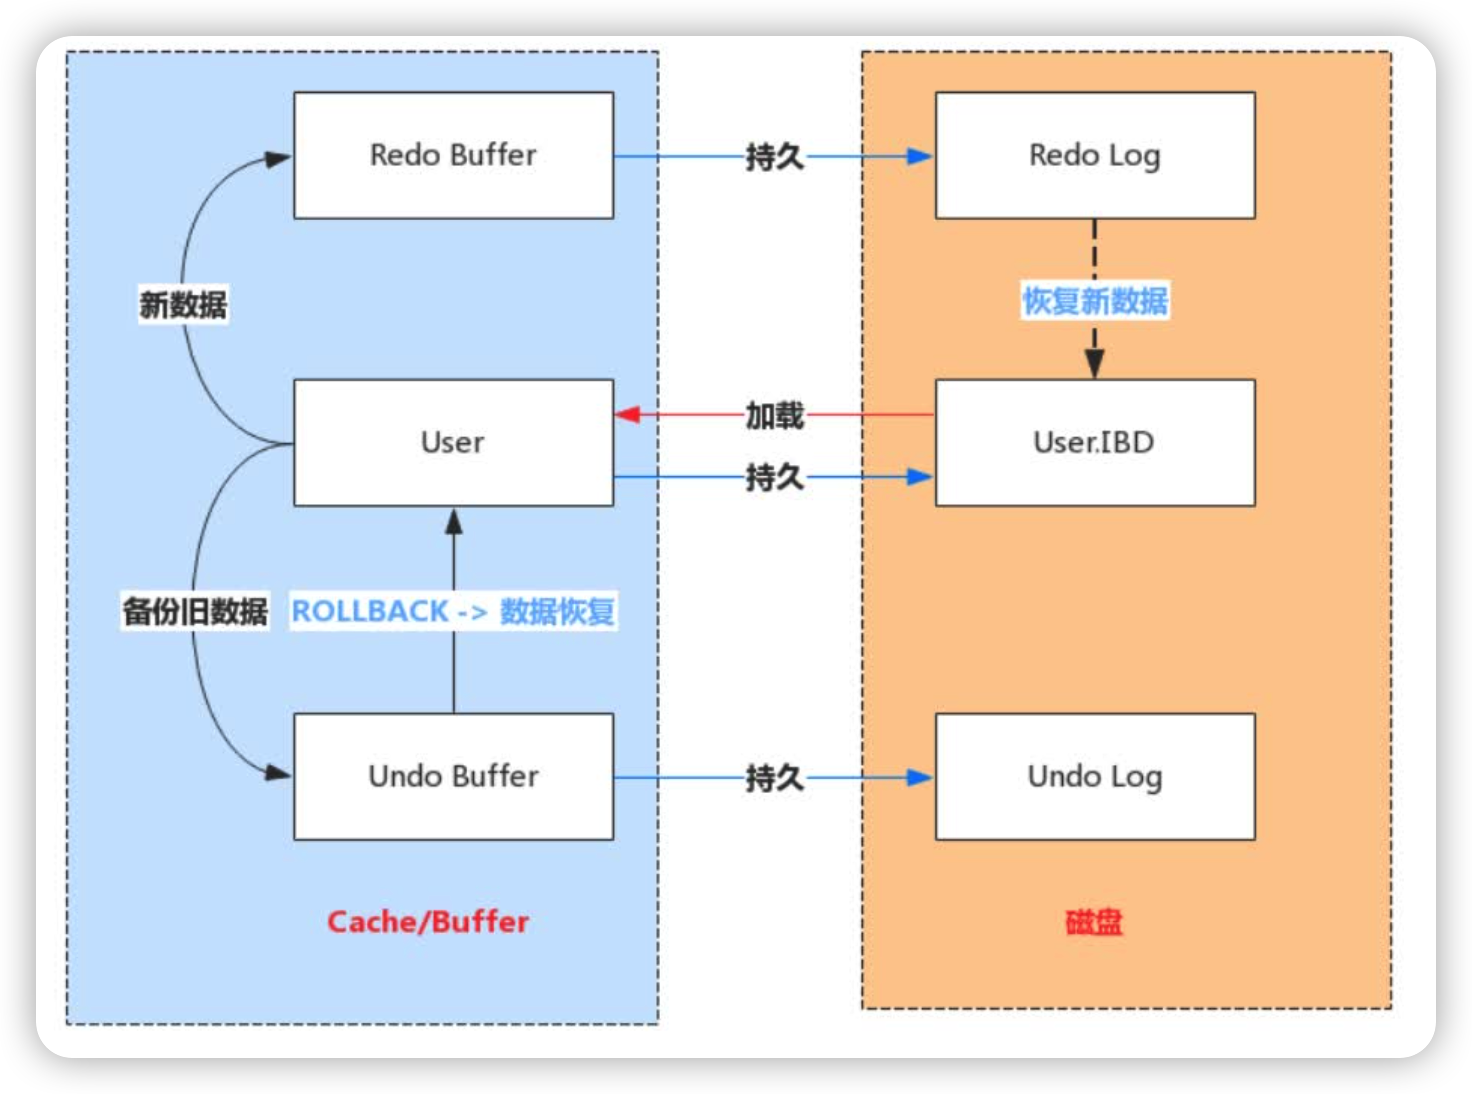 Redo Buffer
持久
Redo Log
新数据
恢复新数据
User
加载
持久
User.IBD
备份旧数据
ROLLBACK -> 数据恢复
Undo Buffer
持久
Undo Log
Cache/Buffer
磁盘